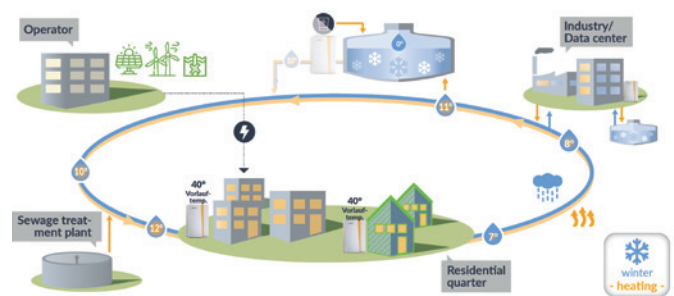 Operator
Industry/
Data center
0°
11°
8°
10°
40°
Vorlauf-
temp.
40°
Vorlauf-
temp.
Sewage treat-
ment plant
12°
7°
Residential
quarter
winter
- heating -